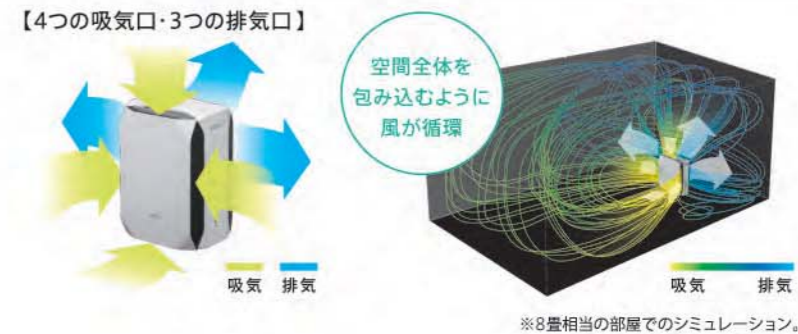 【4つの吸気口・3つの排気口】
空間全体を
包み込むように
風が循環
吸気 排気
吸気 排気
※8畳相当の部屋でのシミュレーション。